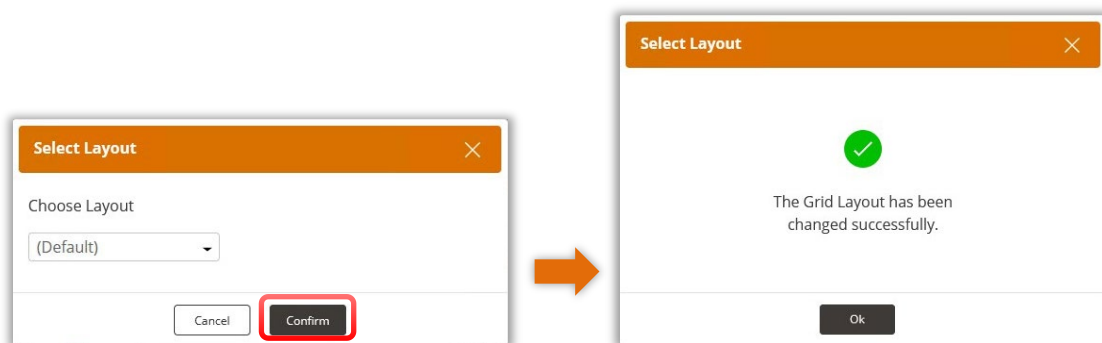 Select Layout
Choose Layout
(Default)
Cancel
Confirm
Select Layout
The Grid Layout has been
changed successfully.
Ok